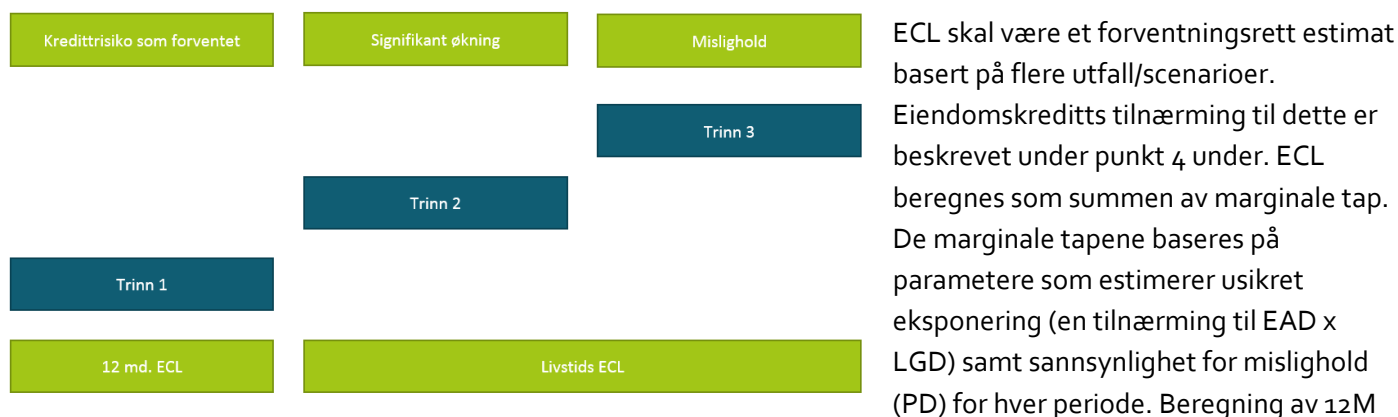 Kredittrisiko som forventet
Signifikant økning
Mislighold
Trinn 3
Trinn 2
Trinn 1
12 md. ECL
Livstids ECL
ECL skal være et forventningsrett estimat
basert på flere utfall/scenarioer.
Eiendomskreditts tilnærming til dette er
beskrevet under punkt 4 under. ECL
beregnes som summen av marginale tap.
De marginale tapene baseres på
parametere som estimerer usikret
eksponering (en tilnærming til EAD x
LGD) samt sannsynlighet for mislighold
(PD) for hver periode. Beregning av 12M